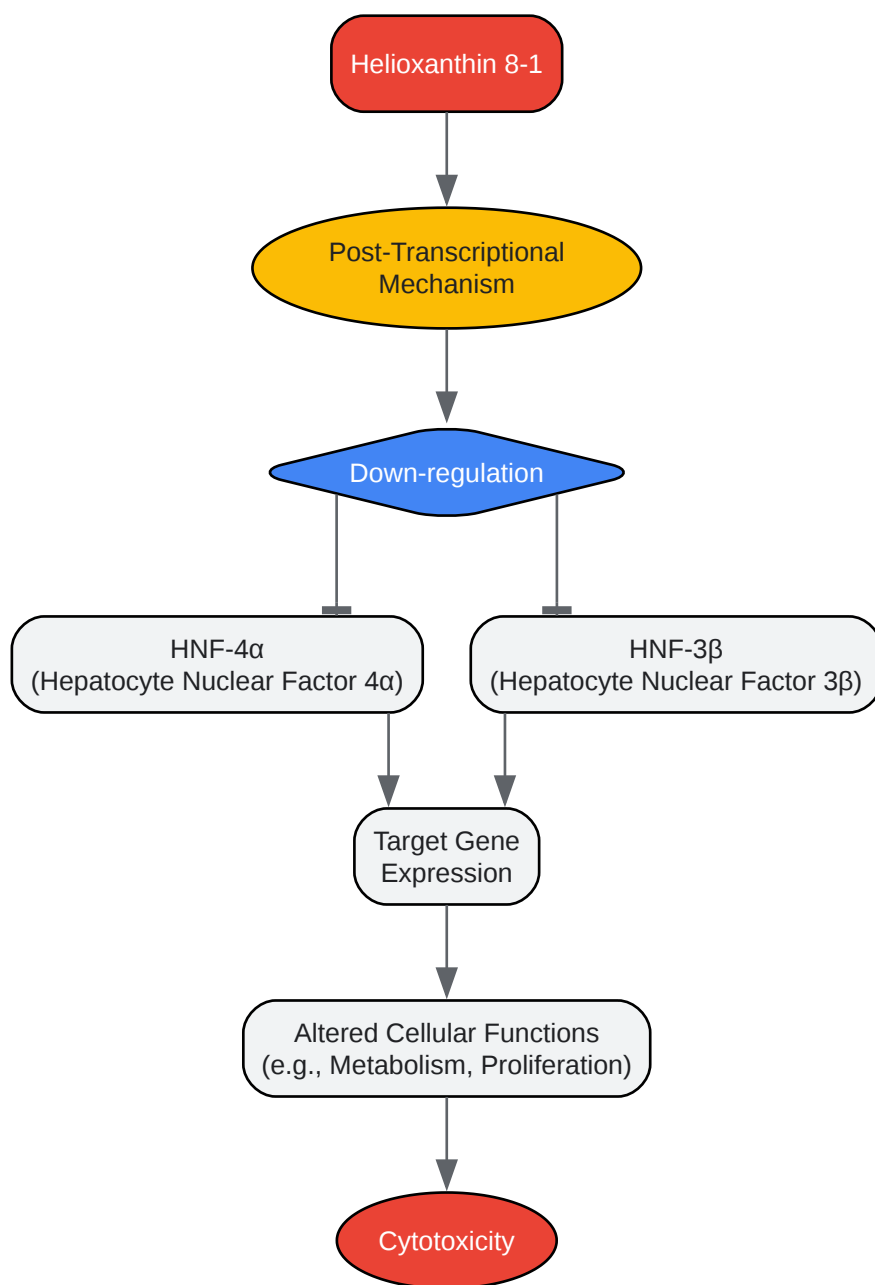 Helioxanthin 8-1
Post-Transcriptional
Mechanism
Down-regulation
HNF-4α
(Hepatocyte Nuclear Factor 4α)
HNF-3β
(Hepatocyte Nuclear Factor 3β)
Target Gene
Expression
Altered Cellular Functions
(e.g., Metabolism, Proliferation)
Cytotoxicity